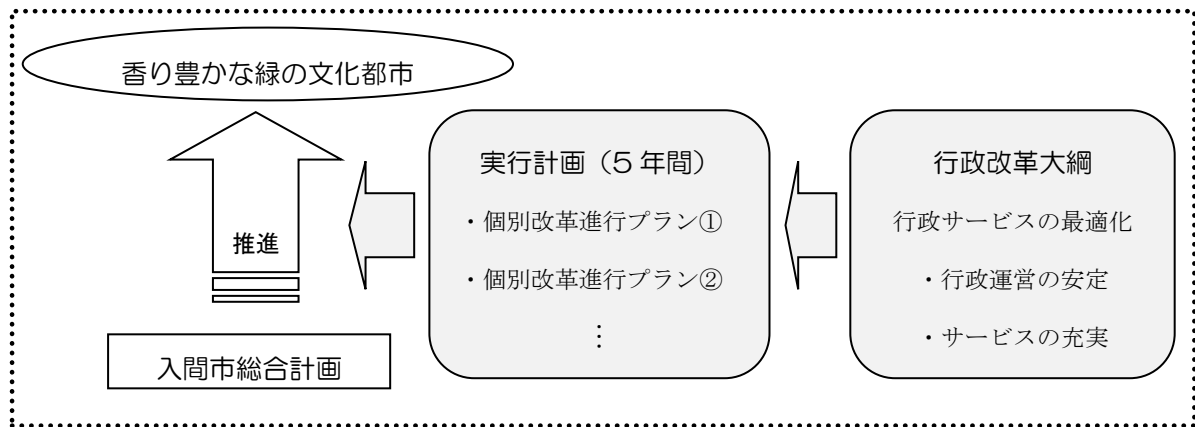 香り豊かな緑の文化都市
推進
入間市総合計画
実行計画（5年間）
・個別改革進行プラン①
・個別改革進行プラン②
⋮
行政改革大綱
行政サービスの最適化
・行政運営の安定
・サービスの充実